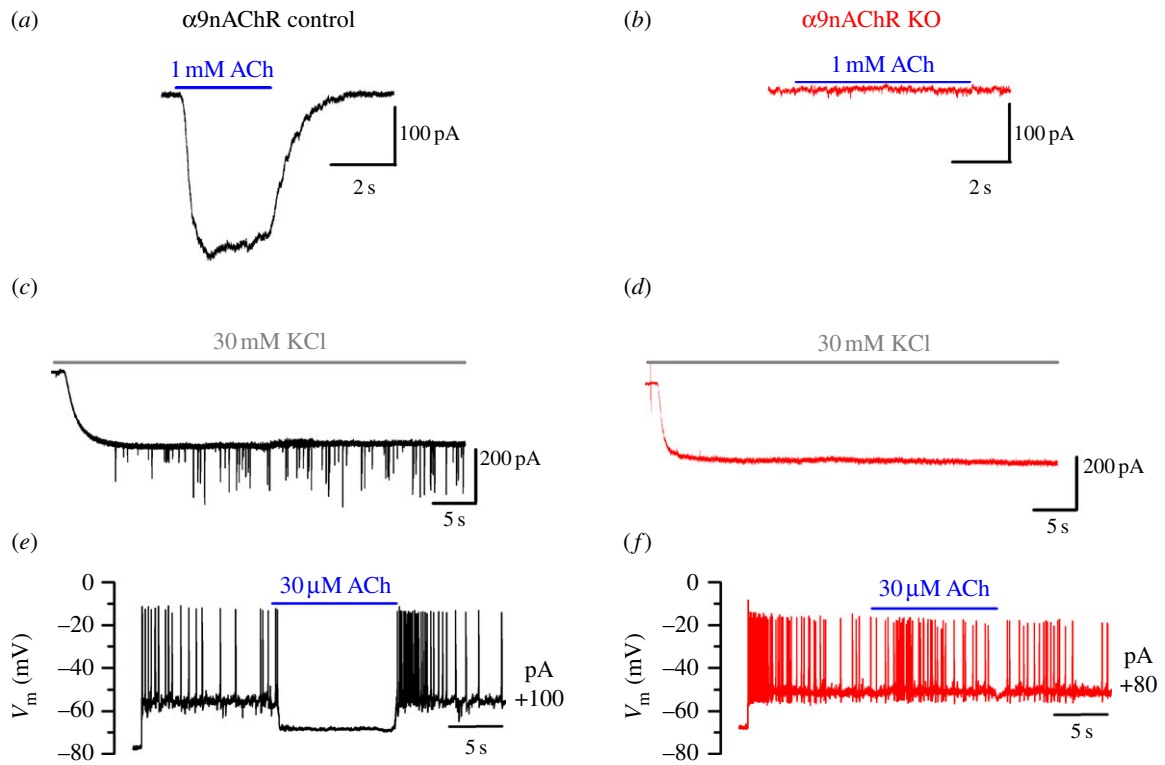 (a)
α9nAChR control
(b)
α9nAChR KO
1 mM ACh
100 pA
2 s
1 mM ACh
100 pA
2 s
(c)
30 mM KCl
200 pA
5 s
(d)
30 mM KCl
200 pA
5 s
(e)
0
–20
–40
–60
–80
Vm (mV)
30 μM ACh
pA
+100
5 s
(f)
0
–20
–40
–60
–80
Vm (mV)
30 μM ACh
pA
+80
5 s